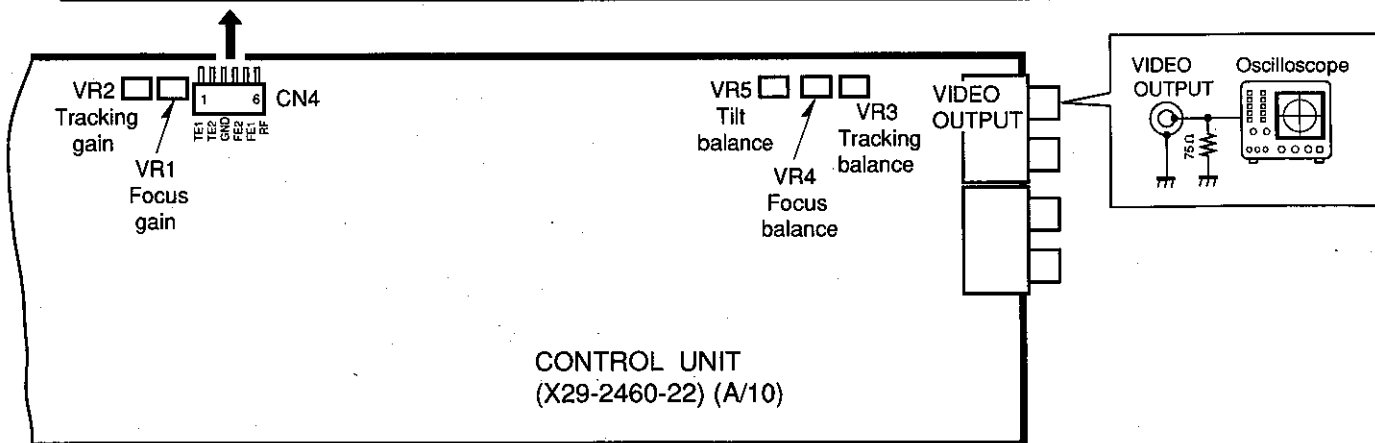 VR2
Tracking
gain
VR1
Focus
gain
1 6
CN4
TE1
TE2
GND
FE2
FE1
RF
VR5
Tilt
balance
VR4
Focus
balance
VR3
Tracking
balance
VIDEO
OUTPUT
VIDEO
OUTPUT
Oscilloscope
75Ω
CONTROL UNIT
(X29-2460-22) (A/10)